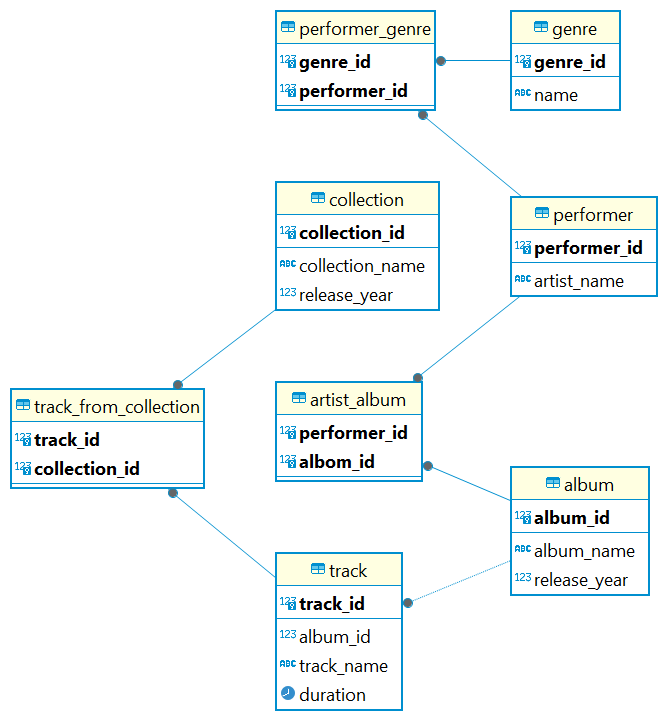 performer_genre
123 genre_id
123 performer_id
genre
123 genre_id
ABC name
collection
123 collection_id
ABC collection_name
123 release_year
performer
123 performer_id
ABC artist_name
track_from_collection
123 track_id
123 collection_id
artist_album
123 performer_id
123 albom_id
album
123 album_id
ABC album_name
123 release_year
track
123 track_id
123 album_id
ABC track_name
duration